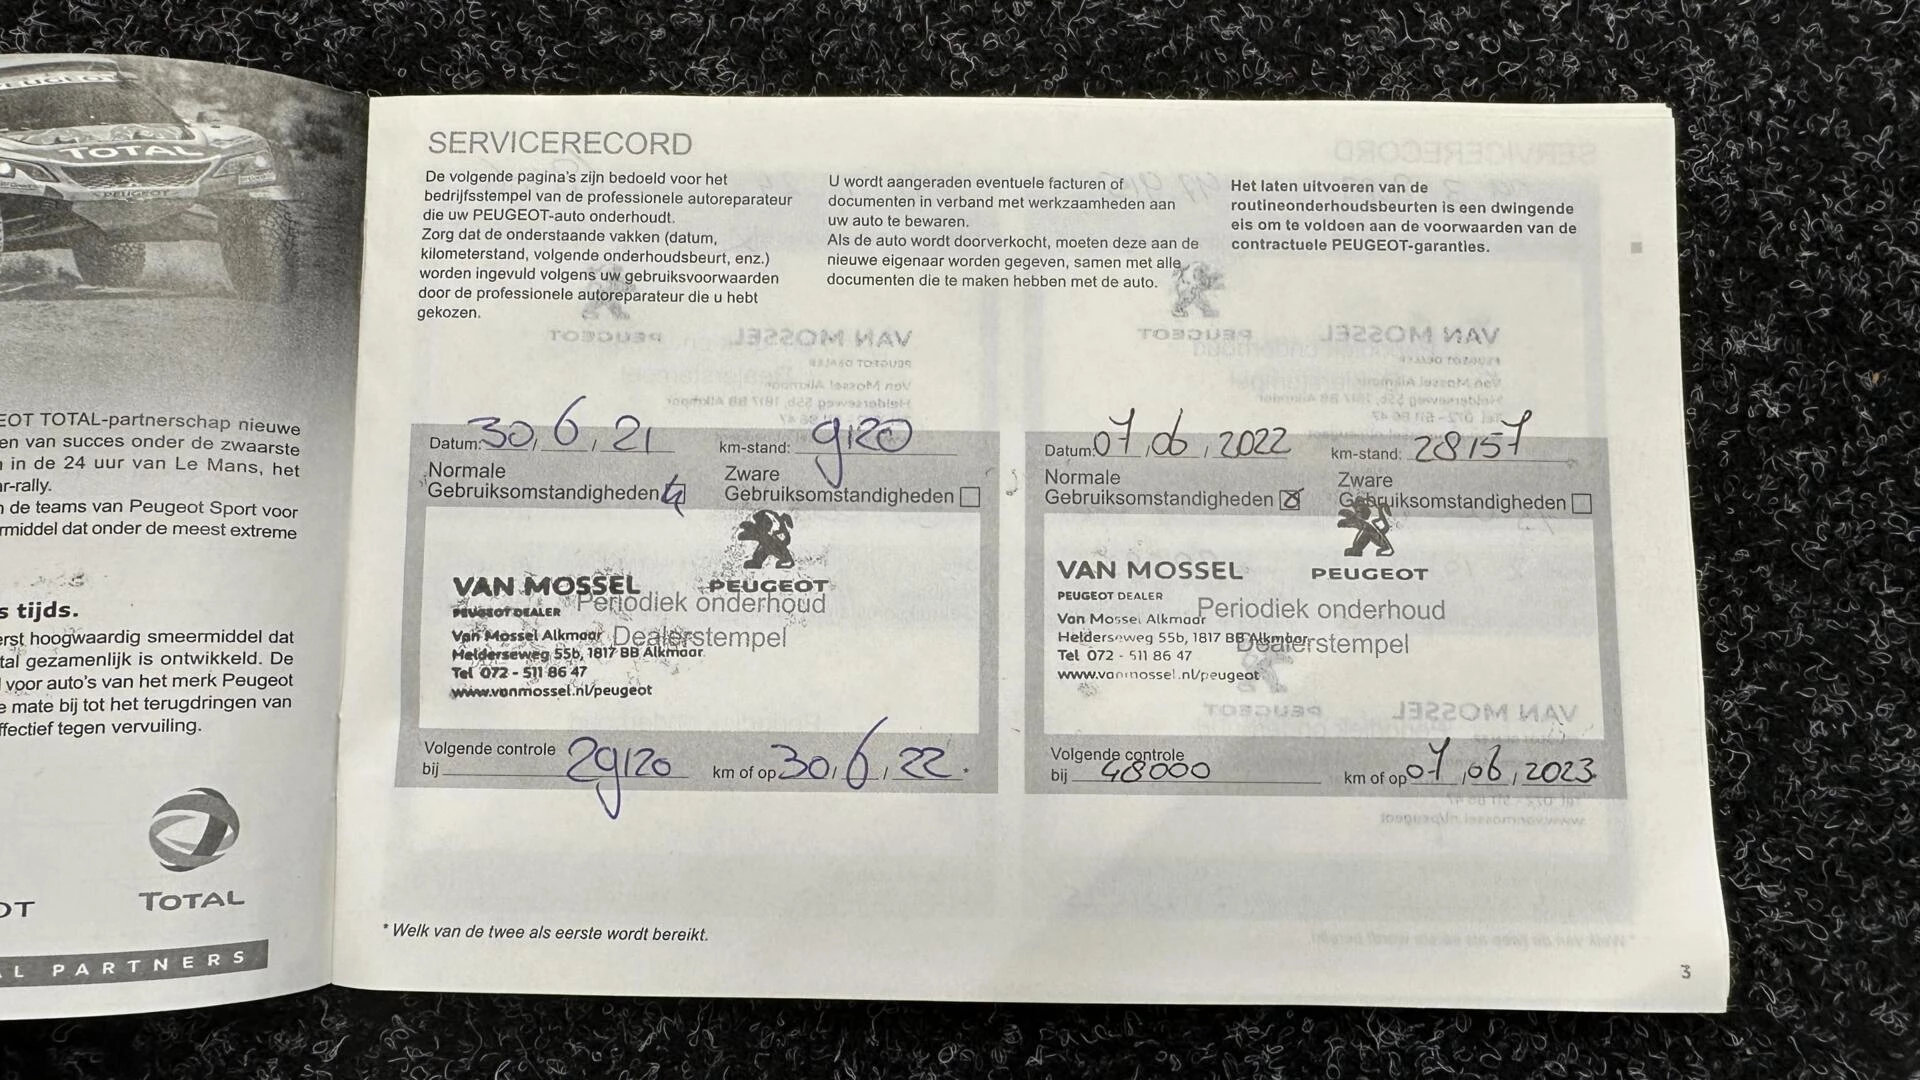 PEUGEOT
TOTAL
PEUGEOT
EOT TOTAL-partnerschap nieuwe
en van succes onder de zwaarste
in de 24 uur van Le Mans, het
r-rally.
de teams van Peugeot Sport voor
rmiddel dat onder de meest extreme
s tijds.
erst hoogwaardig smeermiddel dat
tal gezamenlijk is ontwikkeld. De
voor auto's van het merk Peugeot
e mate bij tot het terugdringen van
ffectief tegen vervuiling.
OT
TOTAL
AL PARTNERS
SERVICERECORD
De volgende pagina's zijn bedoeld voor het
bedrijfsstempel van de professionele autoreparateur
die uw PEUGEOT-auto onderhoudt.
Zorg dat de onderstaande vakken (datum,
kilometerstand, volgende onderhoudsbeurt, enz.)
worden ingevuld volgens uw gebruiksvoorwaarden
door de professionele autoreparateur die u hebt
gekozen.
U wordt aangeraden eventuele facturen of
documenten in verband met werkzaamheden aan
uw auto te bewaren.
Als de auto wordt doorverkocht, moeten deze aan de
nieuwe eigenaar worden gegeven, samen met alle
documenten die te maken hebben met de auto.
Het laten uitvoeren van de
routineonderhoudsbeurten is een dwingende
eis om te voldoen aan de voorwaarden van de
contractuele PEUGEOT-garanties.
Datum: 30, 6, 21 km-stand: 9120
Normale Zware
Gebruiksomstandigheden Gebruiksomstandigheden
VAN MOSSEL PEUGEOT
PEUGEOT DEALER Periodiek onderhoud
Van Mossel Alkmaar Dealerstempel
Helderseweg 55b, 1817 BB Alkmaar
Tel 072 - 511 86 47
www.vanmossel.nl/peugeot
Volgende controle
bij 29120 km of op 30, 6, 22 *
Datum: 07, 06, 2022 km-stand: 28157
Normale Zware
Gebruiksomstandigheden Gebruiksomstandigheden
VAN MOSSEL PEUGEOT
PEUGEOT DEALER
Van Mossel Alkmaar Periodiek onderhoud
Helderseweg 55b, 1817 BB Alkmaar Dealerstempel
Tel 072 - 511 86 47
www.vanmossel.nl/peugeot
Volgende controle
bij 48000 km of op 07, 06, 2023
* Welk van de twee als eerste wordt bereikt.
3